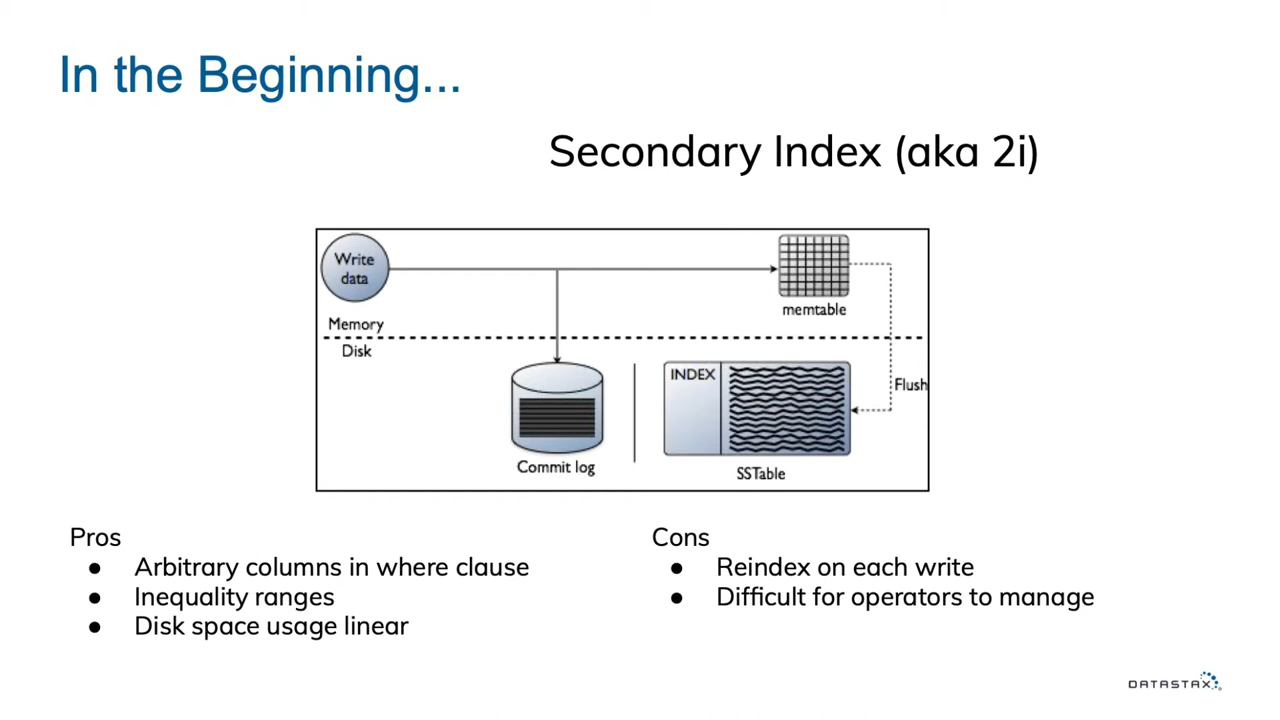 In the Beginning...
Secondary Index (aka 2i)
Write
data
memtable
Memory
Disk
INDEX
Flush
Commit log
SSTable
Pros
● Arbitrary columns in where clause
● Inequality ranges
● Disk space usage linear
Cons
● Reindex on each write
● Difficult for operators to manage
DATASTAX